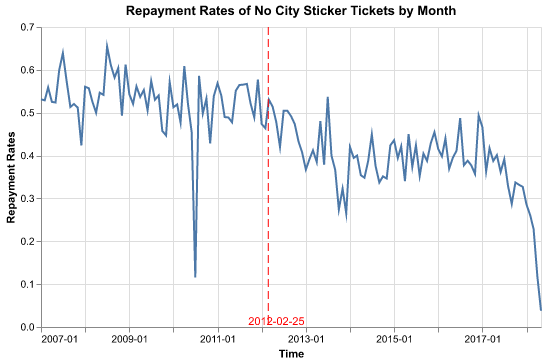 Repayment Rates of No City Sticker Tickets by Month
Repayment Rates
0.7
0.6
0.5
0.4
0.3
0.2
0.1
0.0
2012-02-25
2007-01 2009-01 2011-01 2013-01 2015-01 2017-01
Time